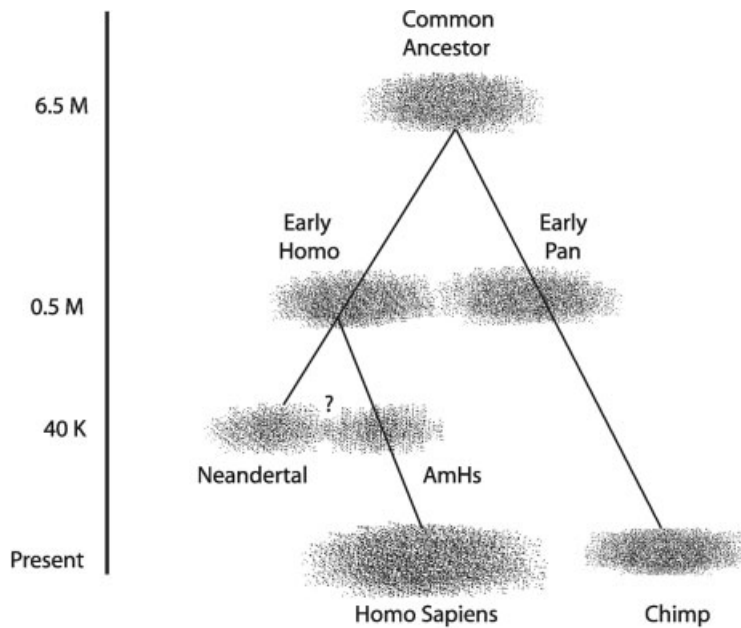 Common
Ancestor
6.5 M
Early
Homo
Early
Pan
0.5 M
?
40 K
Neandertal
AmHs
Present
Homo Sapiens
Chimp